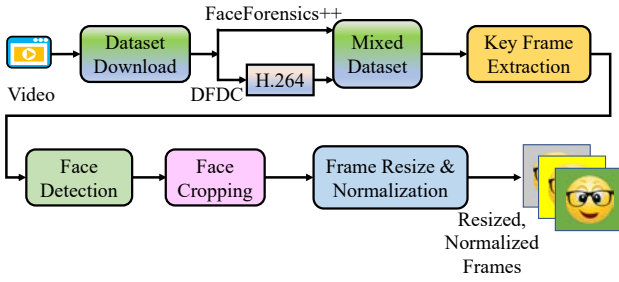 FaceForensics++
Video
Dataset
Download
DFDC
H.264
Mixed
Dataset
Key Frame
Extraction
Face
Detection
Face
Cropping
Frame Resize &
Normalization
Resized,
Normalized
Frames